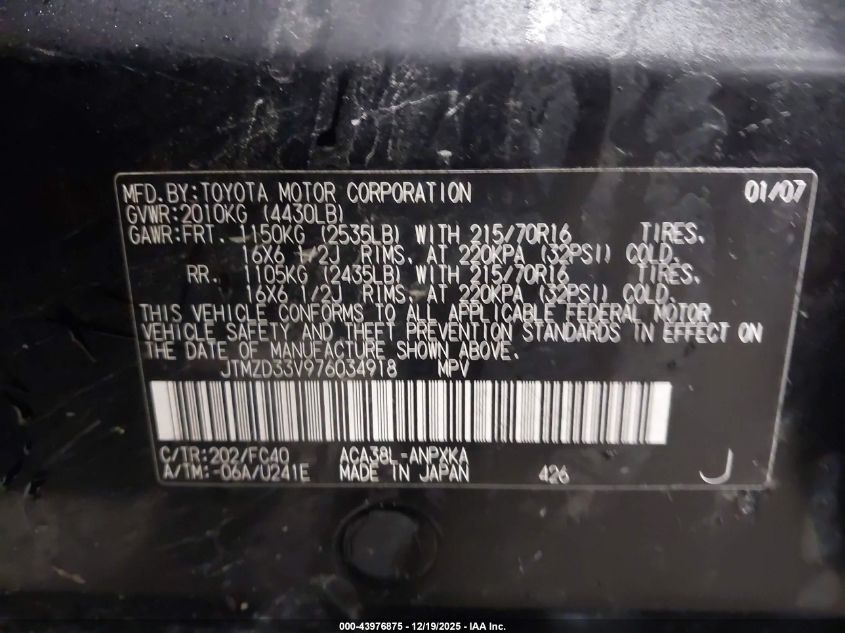 MFD.BY:TOYOTA MOTOR CORPORATION 01/07
GVWR:2010KG (4430LB)
GAWR:FRT. 1150KG (2535LB) WITH 215/70R16 TIRES.
16X6 1/2J RIMS. AT 220KPA (32PSI) COLD.
RR. 1105KG (2435LB) WITH 215/70R16 TIRES.
16X6 1/2J RIMS. AT 220KPA (32PSI) COLD.
THIS VEHICLE CONFORMS TO ALL APPLICABLE FEDERAL MOTOR
VEHICLE SAFETY AND THEFT PREVENTION STANDARDS IN EFFECT ON
THE DATE OF MANUFACTURE SHOWN ABOVE.
JTMZD33V976034918 MPV
C/TR:202/FC40 ACA38L-ANPXKA
A/TM:-06A/U241E MADE IN JAPAN 426 J
000-43976875 - 12/19/2025 - IAA Inc.